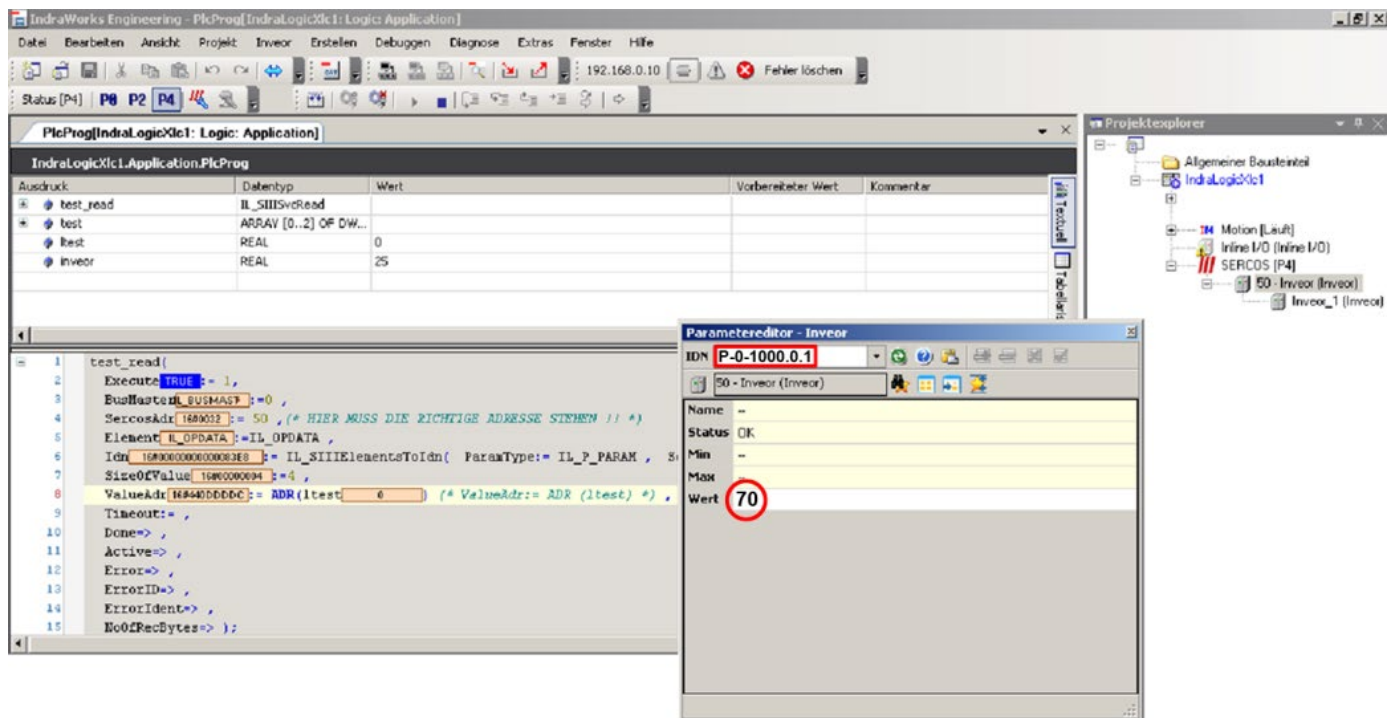 IndraWorks Engineering - PlcProg[IndraLogicXlc1: Logic: Application]
Datei Bearbeiten Ansicht Projekt Inveor Erstellen Debuggen Diagnose Extras Fenster Hilfe
192.168.0.10 Fehler löschen
Status [P4] P0 P2 P4
PlcProg[IndraLogicXlc1: Logic: Application]
IndraLogicXlc1.Application.PlcProg
Ausdruck Datentyp Wert Vorbereiteter Wert Kommentar
test_read IL_SIIISvcRead
test ARRAY [0..2] OF DW...
ltest REAL 0
inveor REAL 25
Textuell
1 test_read(
2 Execute TRUE := 1,
3 IL_BUSMAST :=0 ,
4 SercosAdr 16#0032 := 50 ,(* HIER MUSS DIE RICHTIGE ADRESSE STEHEN !! *)
5 Element IL_OPDATA :=IL_OPDATA ,
6 Idn 16#00000000000083E8 := IL_SIIIElementsToIdn( ParamType:= IL_P_PARAM ,
7 SizeOfValue 16#00000004 :=4 ,
8 ValueAdr := ADR(ltest 0 ) (* ValueAdr:= ADR (ltest) *) ,
9 Timeout:= ,
10 Done=> ,
11 Active=> ,
12 Error=> ,
13 ErrorID=> ,
14 ErrorIdent=> ,
15 NoOfRecBytes=> );
Projektexplorer
Allgemeiner Bausteinteil
IndraLogicXlc1
Motion [Läuft]
Inline I/O (Inline I/O)
SERCOS [P4]
50 - Inveor (Inveor)
Inveor_1 (Inveor)
Parametereditor - Inveor
IDN P-0-1000.0.1
50 - Inveor (Inveor)
Name --
Status OK
Min --
Max --
Wert 70